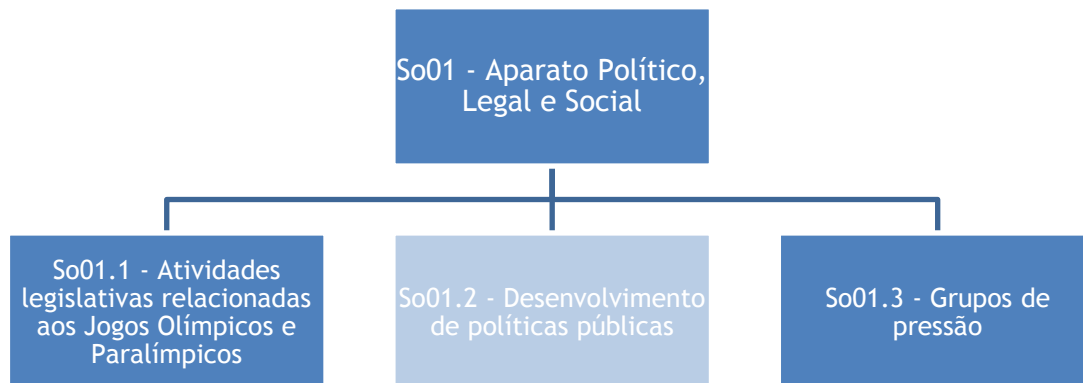 So01 - Aparato Político,
Legal e Social
So01.1 - Atividades
legislativas relacionadas
aos Jogos Olímpicos e
Paralímpicos
So01.2 - Desenvolvimento
de políticas públicas
So01.3 - Grupos de
pressão